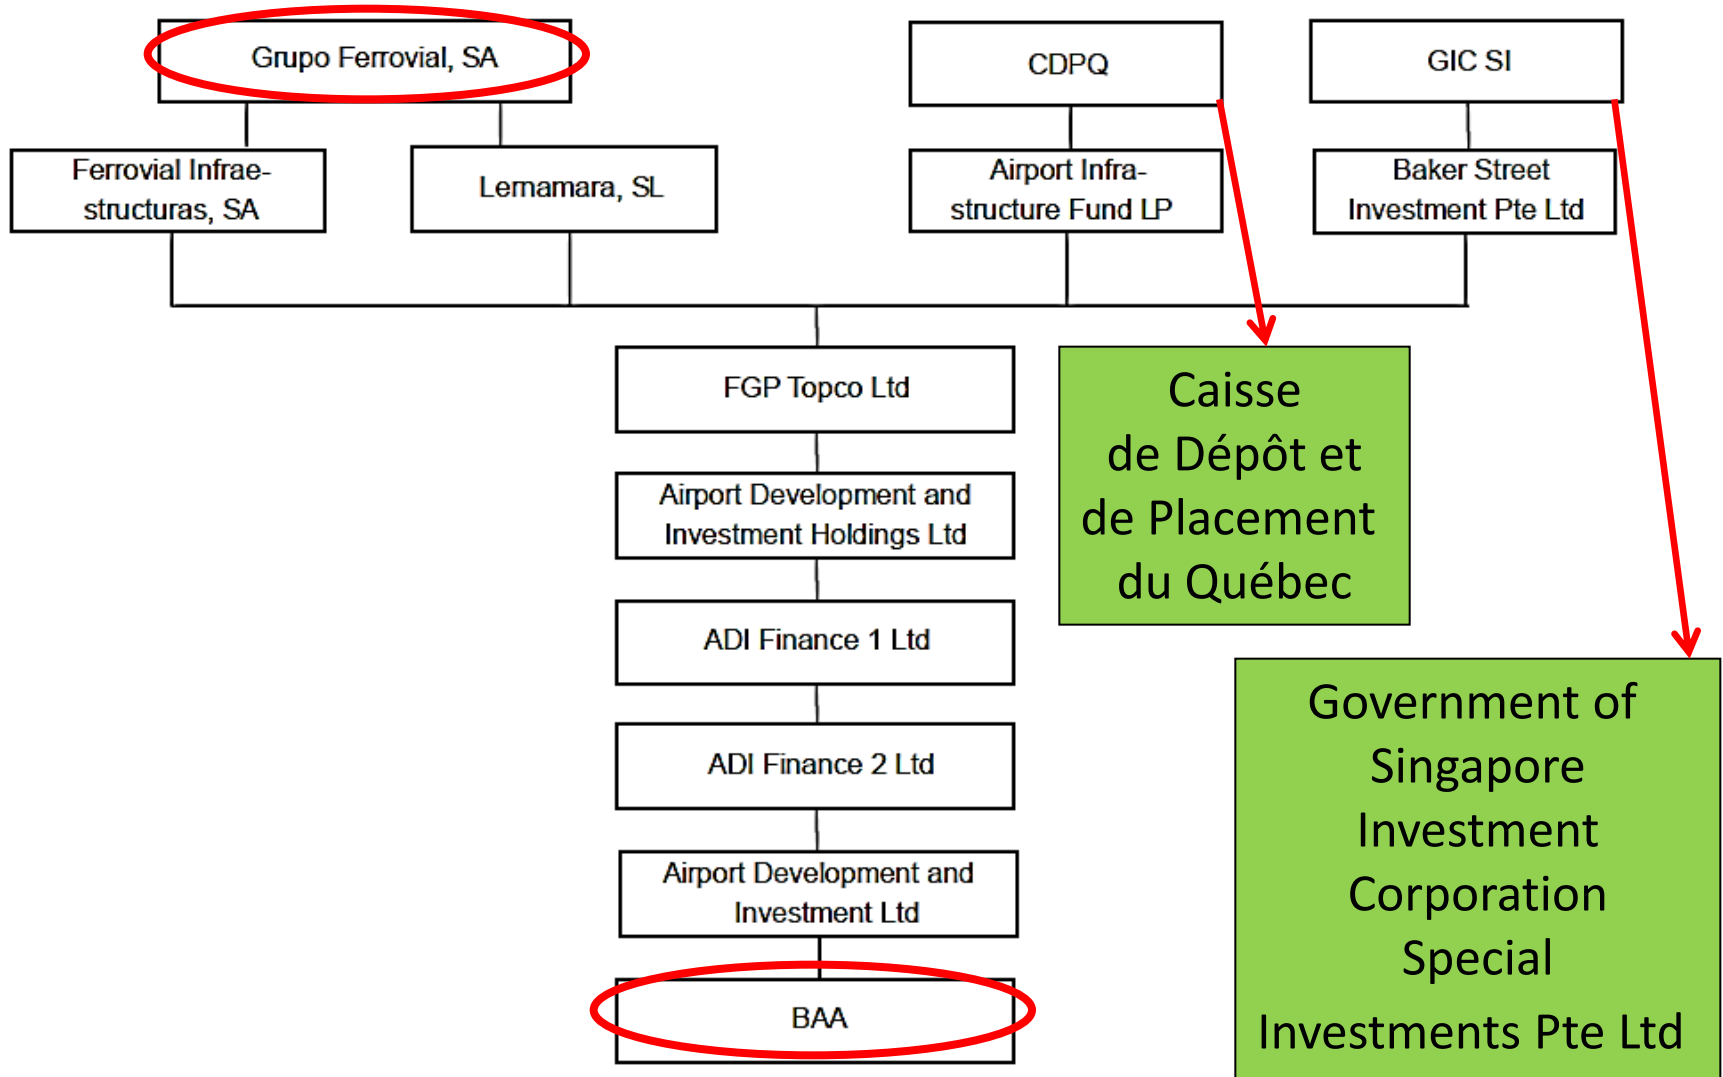 Grupo Ferrovial, SA
CDPQ
GIC SI
Ferrovial Infrae-
structuras, SA
Lernamara, SL
Airport Infra-
structure Fund LP
Baker Street
Investment Pte Ltd
FGP Topco Ltd
Airport Development and
Investment Holdings Ltd
ADI Finance 1 Ltd
ADI Finance 2 Ltd
Airport Development and
Investment Ltd
BAA
Caisse
de Dépôt et
de Placement
du Québec
Government of
Singapore
Investment
Corporation
Special
Investments Pte Ltd